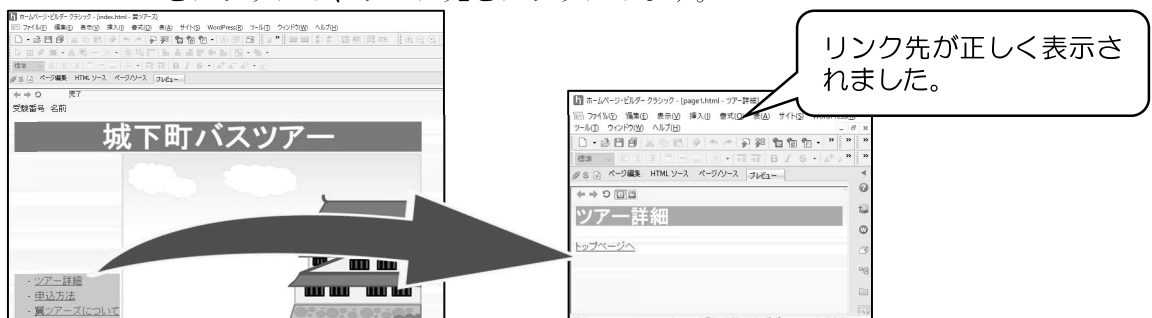 ホームページ・ビルダー クラシック - [index.html - 翼ツアーズ]
ファイル(F) 編集(E) 表示(V) 挿入(I) 書式(O) 表(A) サイト(S) WordPress(R) ツール(T) ウィンドウ(W) ヘルプ(H)
標準
ページ編集 HTML ソース ページ/ソース プレビュー
完了
受験番号 名前
城下町バスツアー
- ツアー詳細
- 申込方法
- 翼ツアーズについて
ホームページ・ビルダー クラシック - [page1.html - ツアー詳細]
ファイル(F) 編集(E) 表示(V) 挿入(I) 書式(O) 表(A) サイト(S)
ツール(T) ウィンドウ(W) ヘルプ(H)
標準
ページ編集 HTML ソース ページ/ソース プレビュー
ツアー詳細
トップページへ
リンク先が正しく表示さ
れました。